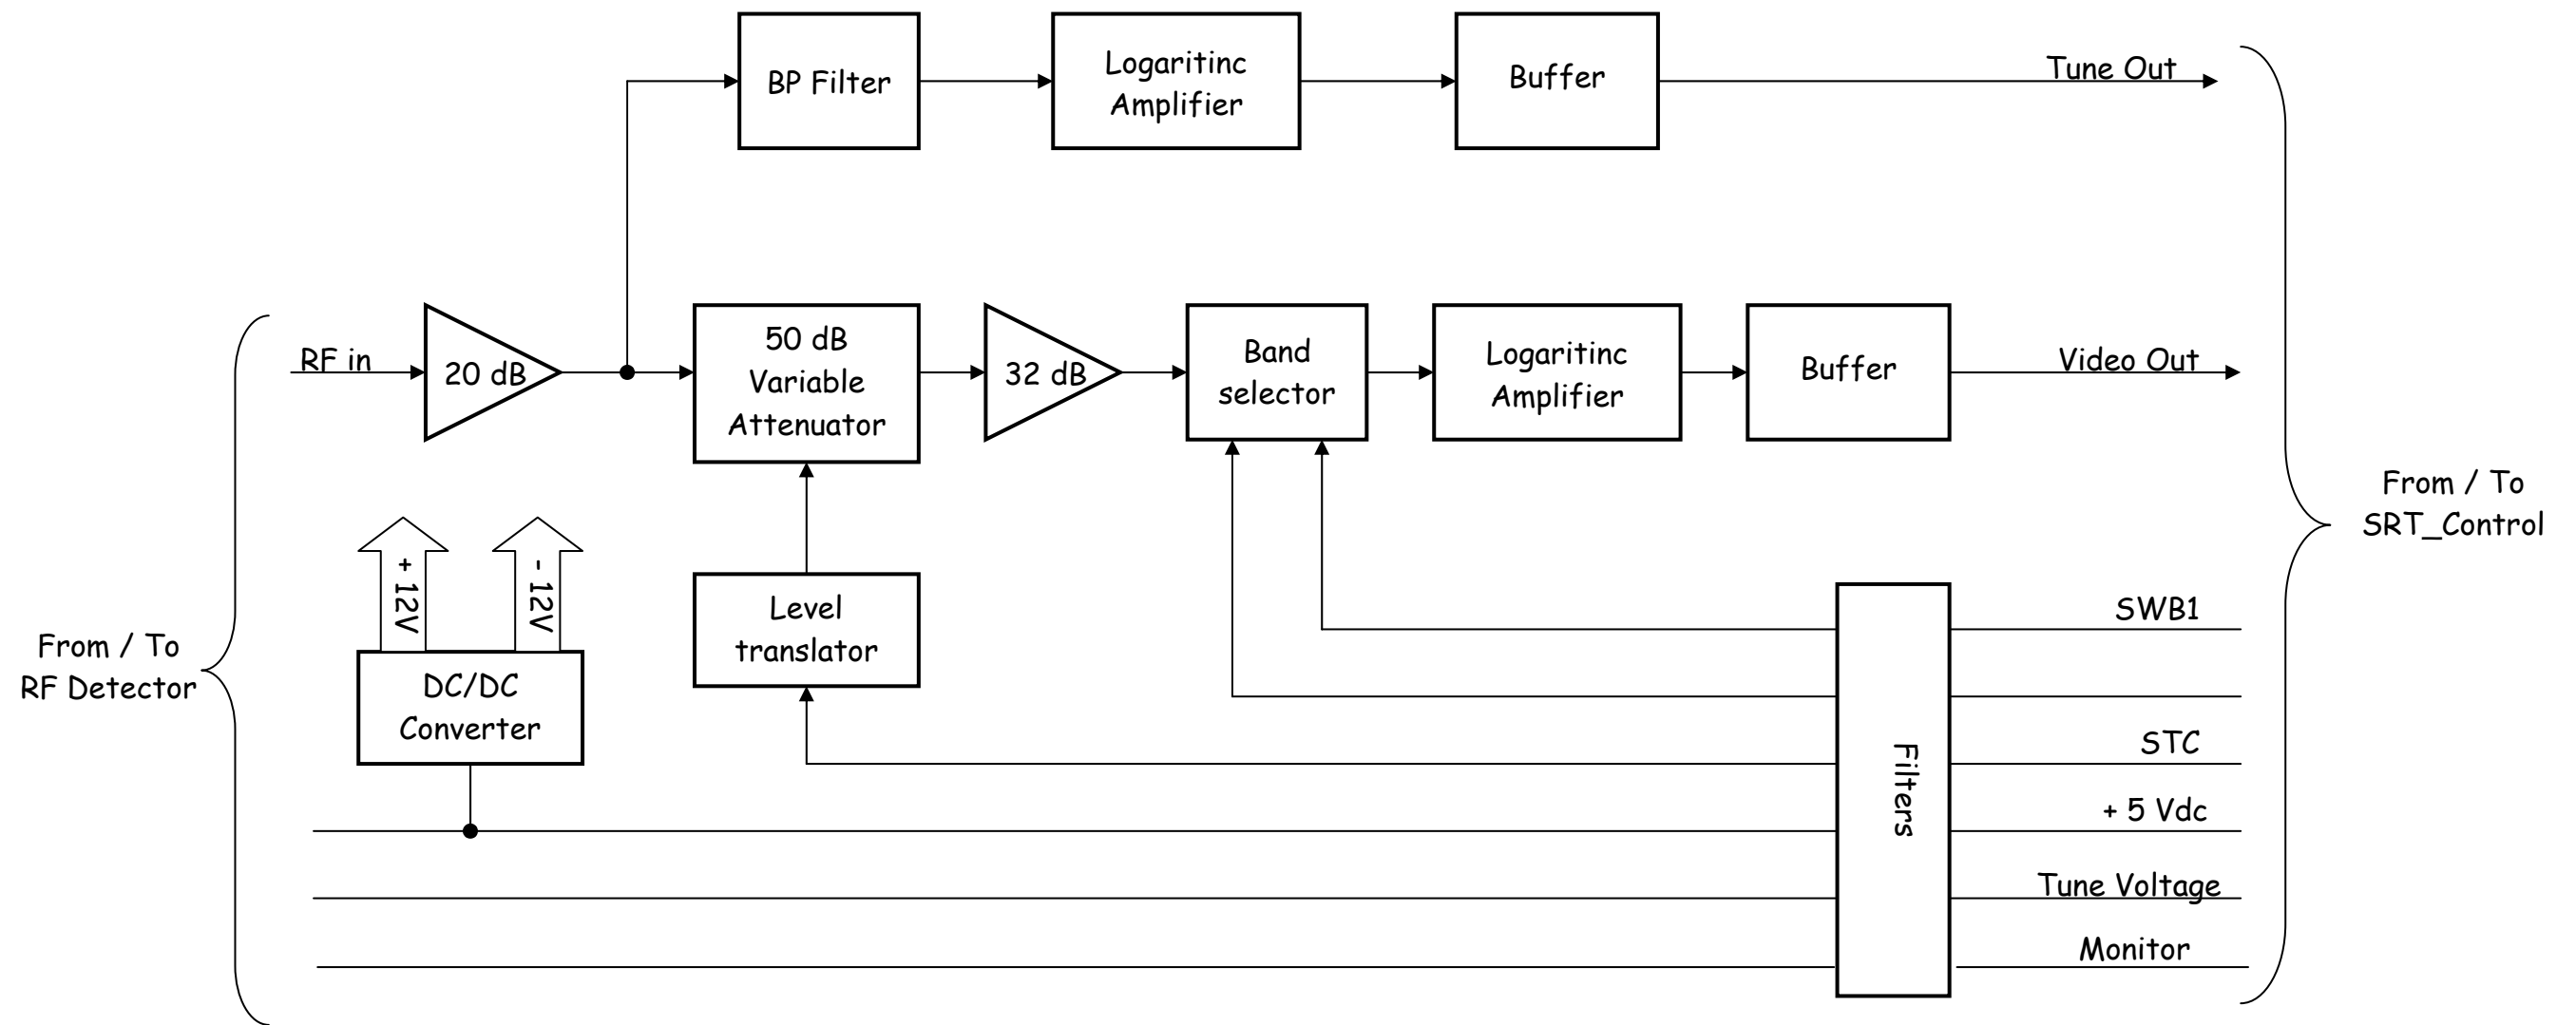 BP Filter
Logaritinc
Amplifier
Buffer
Tune Out
RF in
20 dB
50 dB
Variable
Attenuator
32 dB
Band
selector
Logaritinc
Amplifier
Buffer
Video Out
From / To
SRT_Control
+ 12V
- 12V
Level
translator
SWB1
From / To
RF Detector
DC/DC
Converter
Filters
STC
+ 5 Vdc
Tune Voltage
Monitor